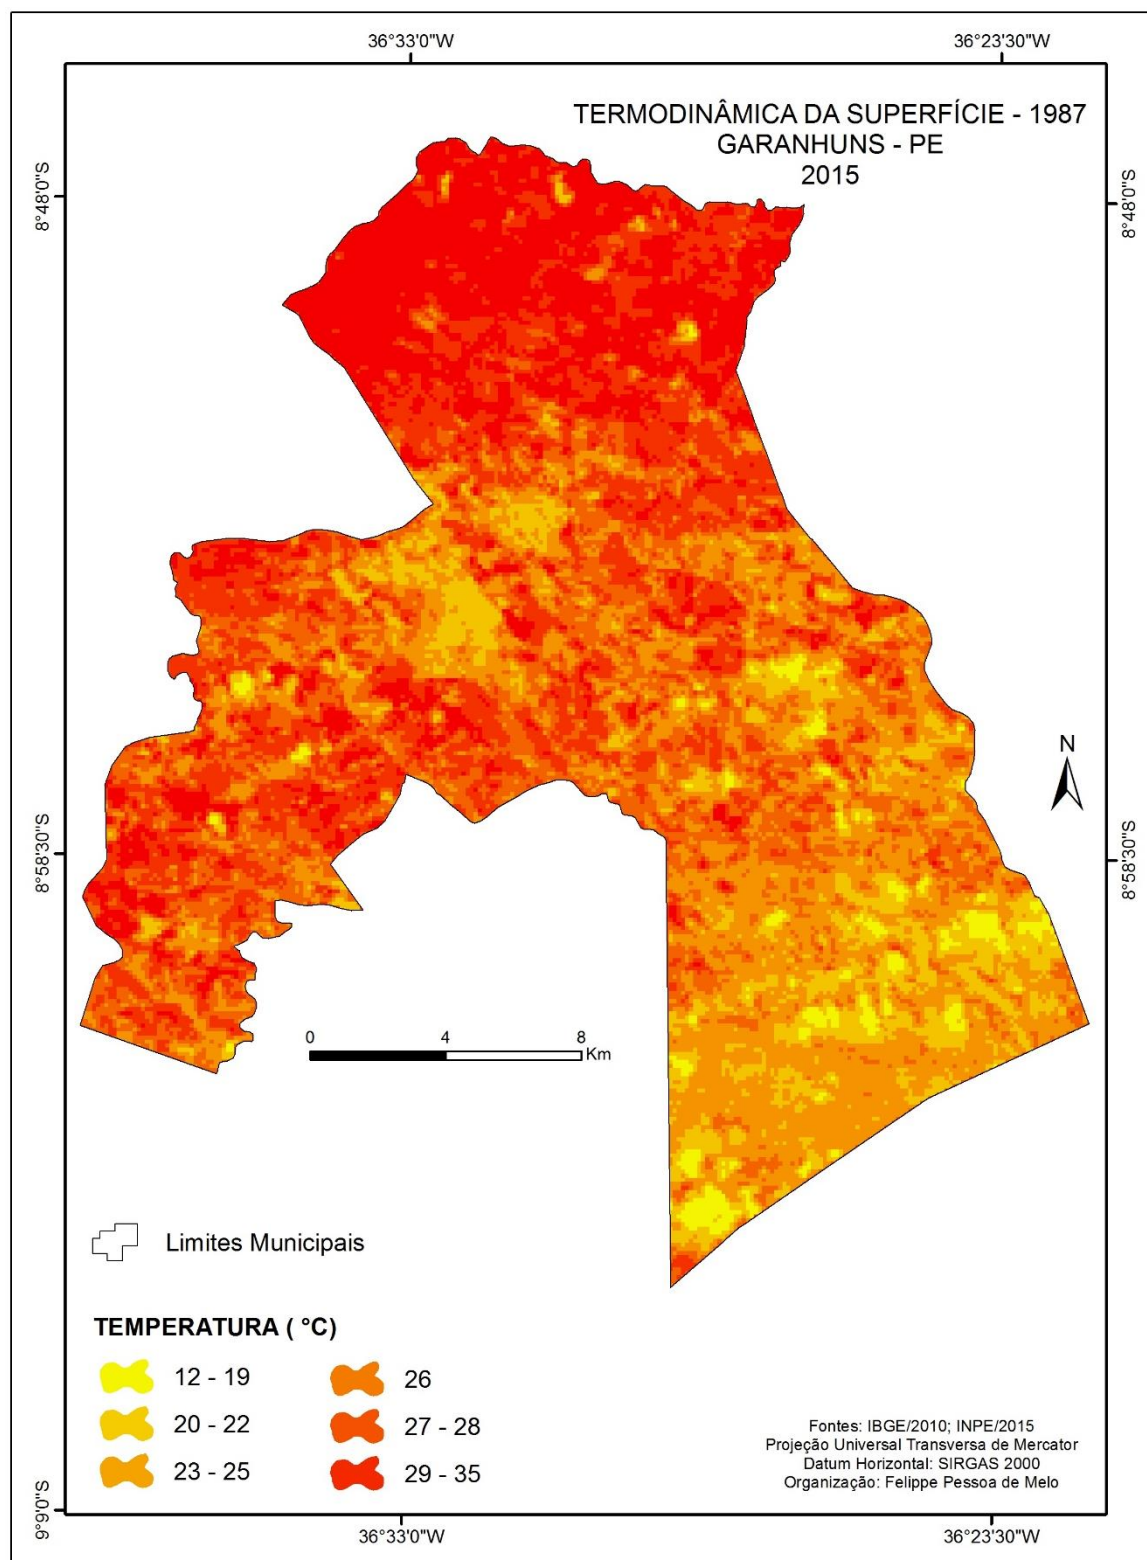 36°33'0"W
36°23'30"W
TERMODINÂMICA DA SUPERFÍCIE - 1987
GARANHUNS - PE
2015
8°48'0"S
8°48'0"S
N
8°58'30"S
8°58'30"S
0
4
8
Km
Limites Municipais
TEMPERATURA ( °C)
12 - 19
26
20 - 22
27 - 28
23 - 25
29 - 35
Fontes: IBGE/2010; INPE/2015
Projeção Universal Transversa de Mercator
Datum Horizontal: SIRGAS 2000
Organização: Felippe Pessoa de Melo
9°9'0"S
36°33'0"W
36°23'30"W